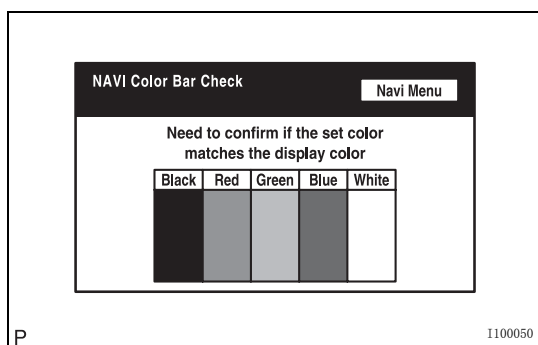 NAVI Color Bar Check
Navi Menu
Need to confirm if the set color
matches the display color
Black Red Green Blue White
P
I100050